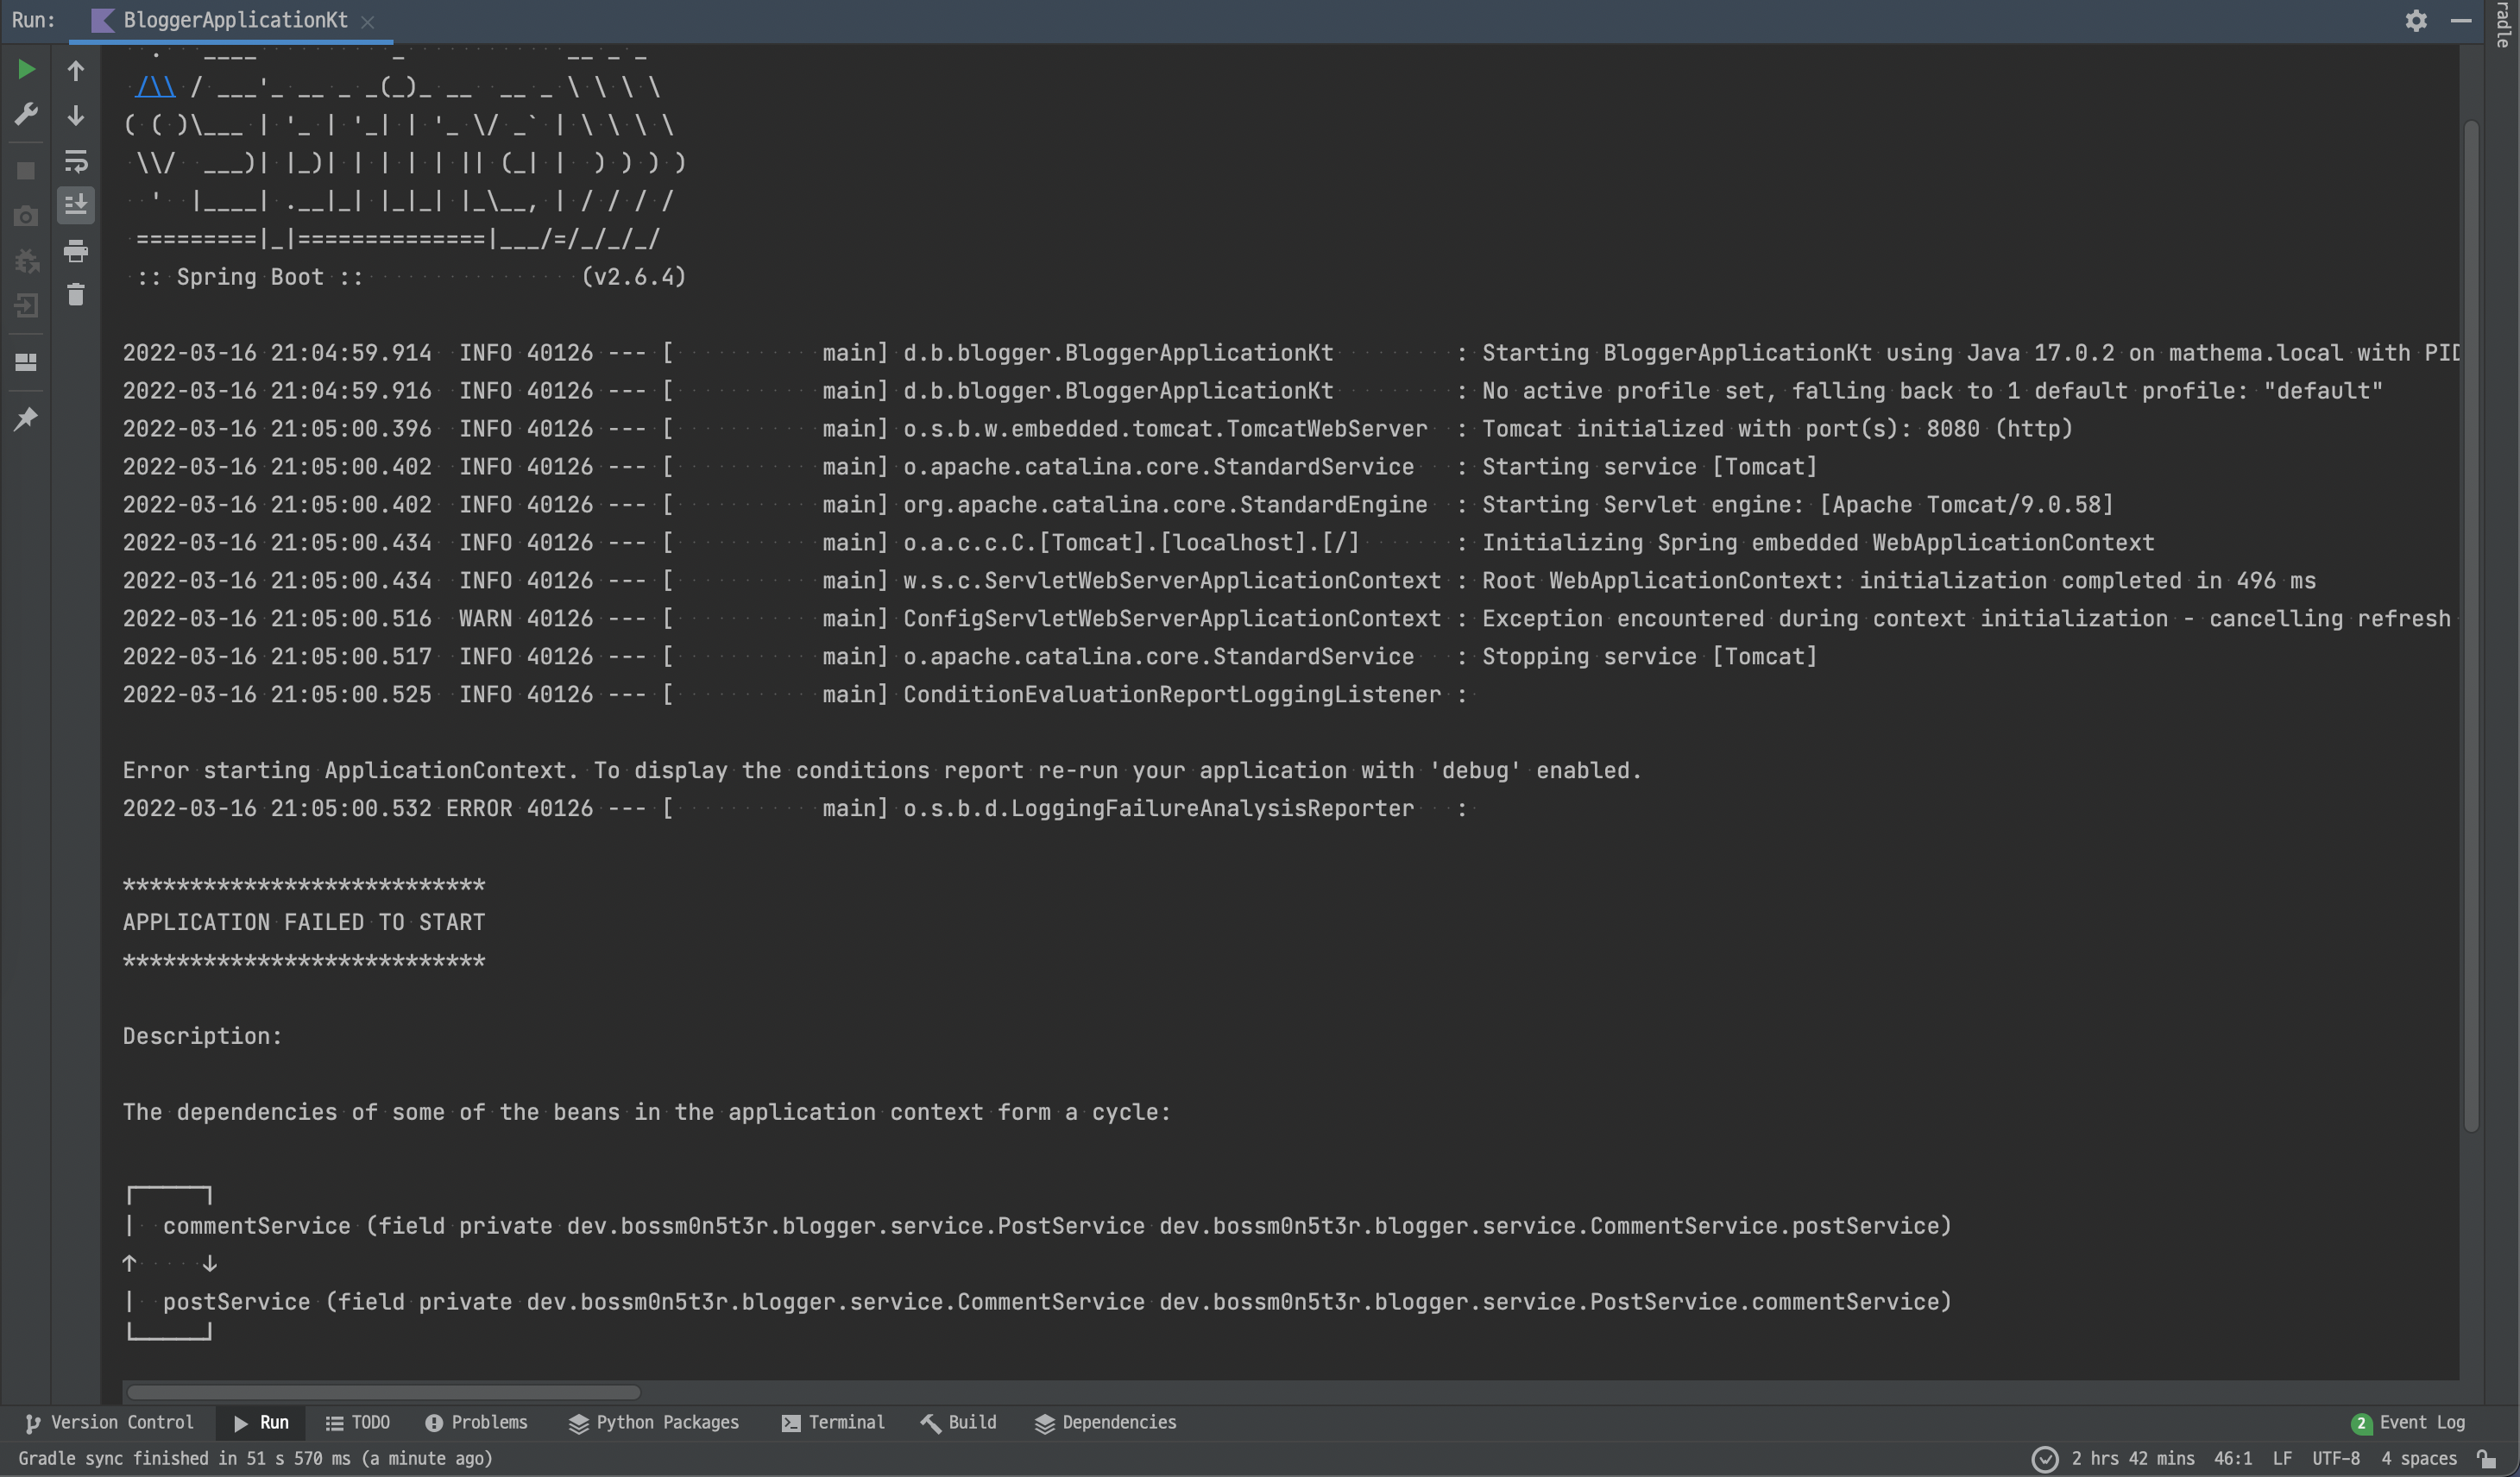 Run: BloggerApplicationKt
radle
  .   ____          _            __ _ _
 /\\ / ___'_ __ _ _(_)_ __  __ _ \ \ \ \
( ( )\___ | '_ | '_| | '_ \/ _` | \ \ \ \
 \\/  ___)| |_)| | | | | || (_| |  ) ) ) )
  '  |____| .__|_| |_|_| |_\__, | / / / /
 =========|_|==============|___/=/_/_/_/
 :: Spring Boot ::                (v2.6.4)
2022-03-16 21:04:59.914  INFO 40126 --- [           main] d.b.blogger.BloggerApplicationKt         : Starting BloggerApplicationKt using Java 17.0.2 on mathema.local with PID
2022-03-16 21:04:59.916  INFO 40126 --- [           main] d.b.blogger.BloggerApplicationKt         : No active profile set, falling back to 1 default profile: "default"
2022-03-16 21:05:00.396  INFO 40126 --- [           main] o.s.b.w.embedded.tomcat.TomcatWebServer  : Tomcat initialized with port(s): 8080 (http)
2022-03-16 21:05:00.402  INFO 40126 --- [           main] o.apache.catalina.core.StandardService   : Starting service [Tomcat]
2022-03-16 21:05:00.402  INFO 40126 --- [           main] org.apache.catalina.core.StandardEngine  : Starting Servlet engine: [Apache Tomcat/9.0.58]
2022-03-16 21:05:00.434  INFO 40126 --- [           main] o.a.c.c.C.[Tomcat].[localhost].[/]       : Initializing Spring embedded WebApplicationContext
2022-03-16 21:05:00.434  INFO 40126 --- [           main] w.s.c.ServletWebServerApplicationContext : Root WebApplicationContext: initialization completed in 496 ms
2022-03-16 21:05:00.516  WARN 40126 --- [           main] ConfigServletWebServerApplicationContext : Exception encountered during context initialization - cancelling refresh
2022-03-16 21:05:00.517  INFO 40126 --- [           main] o.apache.catalina.core.StandardService   : Stopping service [Tomcat]
2022-03-16 21:05:00.525  INFO 40126 --- [           main] ConditionEvaluationReportLoggingListener :
Error starting ApplicationContext. To display the conditions report re-run your application with 'debug' enabled.
2022-03-16 21:05:00.532 ERROR 40126 --- [           main] o.s.b.d.LoggingFailureAnalysisReporter   :
***************************
APPLICATION FAILED TO START
***************************
Description:
The dependencies of some of the beans in the application context form a cycle:
┌─────┐
|  commentService (field private dev.bossm0n5t3r.blogger.service.PostService dev.bossm0n5t3r.blogger.service.CommentService.postService)
↑     ↓
|  postService (field private dev.bossm0n5t3r.blogger.service.CommentService dev.bossm0n5t3r.blogger.service.PostService.commentService)
└─────┘
Version Control Run TODO Problems Python Packages Terminal Build Dependencies 2 Event Log
Gradle sync finished in 51 s 570 ms (a minute ago) 2 hrs 42 mins 46:1 LF UTF-8 4 spaces